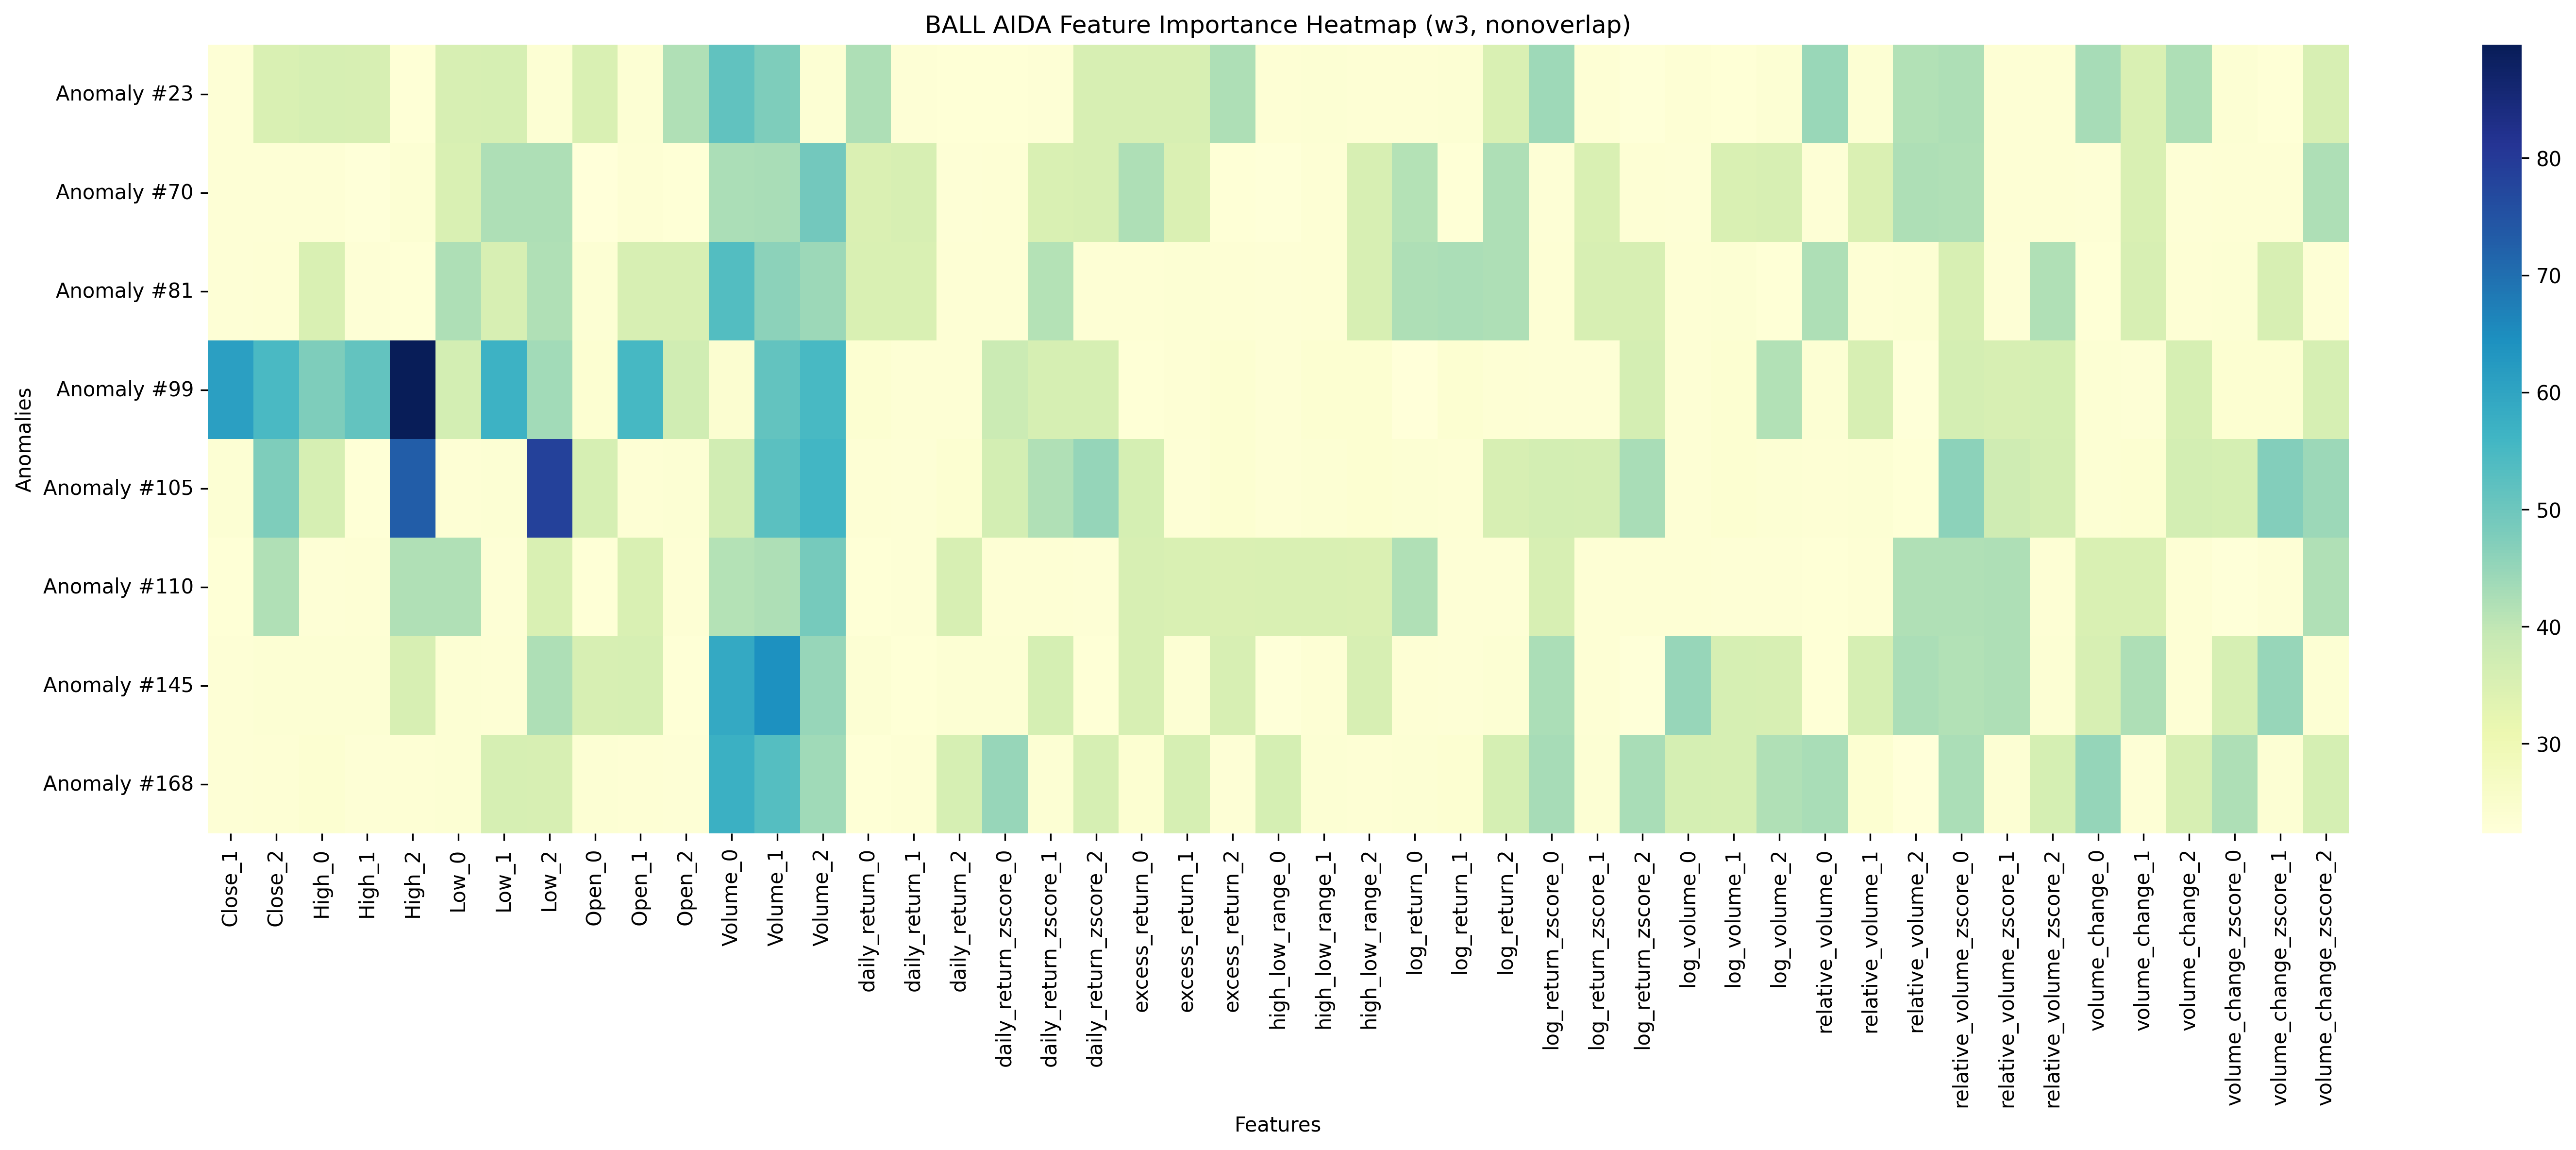 BALL AIDA Feature Importance Heatmap (w3, nonoverlap)
Anomalies
Anomaly #23
Anomaly #70
Anomaly #81
Anomaly #99
Anomaly #105
Anomaly #110
Anomaly #145
Anomaly #168
80
70
60
50
40
30
Close_1
Close_2
High_0
High_1
High_2
Low_0
Low_1
Low_2
Open_0
Open_1
Open_2
Volume_0
Volume_1
Volume_2
daily_return_0
daily_return_1
daily_return_2
daily_return_zscore_0
daily_return_zscore_1
daily_return_zscore_2
excess_return_0
excess_return_1
excess_return_2
high_low_range_0
high_low_range_1
high_low_range_2
log_return_0
log_return_1
log_return_2
log_return_zscore_0
log_return_zscore_1
log_return_zscore_2
log_volume_0
log_volume_1
log_volume_2
relative_volume_0
relative_volume_1
relative_volume_2
relative_volume_zscore_0
relative_volume_zscore_1
relative_volume_zscore_2
volume_change_0
volume_change_1
volume_change_2
volume_change_zscore_0
volume_change_zscore_1
volume_change_zscore_2
Features